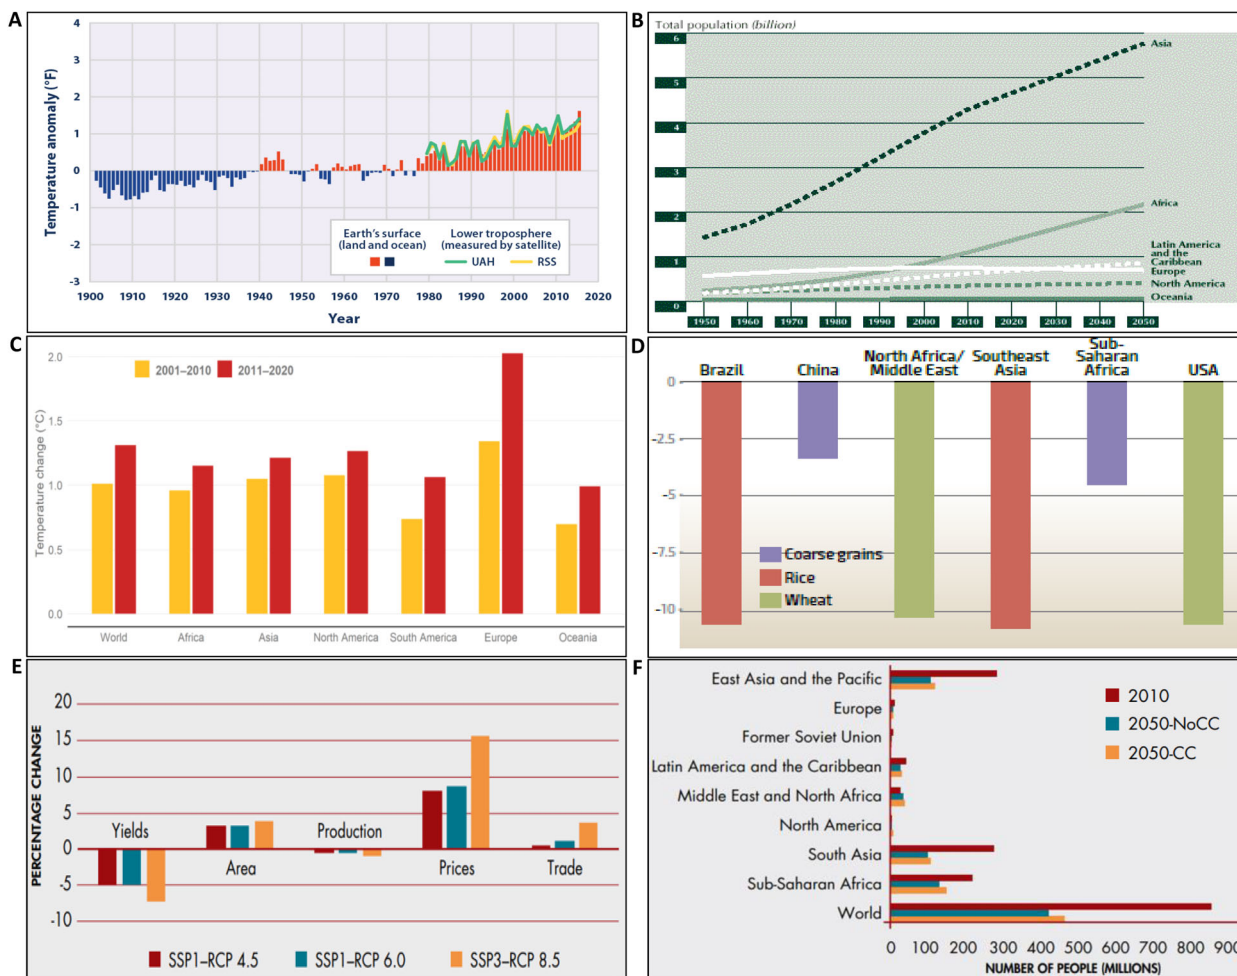 A
4
3
2
1
0
-1
-2
-3
Temperature anomaly (°F)
Earth's surface
(land and ocean)
Lower troposphere
(measured by satellite)
UAH
RSS
1900 1910 1920 1930 1940 1950 1960 1970 1980 1990 2000 2010 2020
Year
B
Total population (billion)
6
5
4
3
2
1
0
Asia
Africa
Latin America
and the
Caribbean
Europe
North America
Oceania
1950 1960 1970 1980 1990 2000 2010 2020 2030 2040 2050
C
2.0
1.5
1.0
0.5
0.0
Temperature change (°C)
2001–2010
2011–2020
World Africa Asia North America South America Europe Oceania
D
Brazil
China
North Africa/
Middle East
Southeast
Asia
Sub-
Saharan
Africa
USA
0
-2.5
-5
-7.5
-10
Coarse grains
Rice
Wheat
E
PERCENTAGE CHANGE
20
15
10
5
0
-5
-10
Yields
Area
Production
Prices
Trade
SSP1–RCP 4.5
SSP1–RCP 6.0
SSP3–RCP 8.5
F
East Asia and the Pacific
Europe
Former Soviet Union
Latin America and the Caribbean
Middle East and North Africa
North America
South Asia
Sub-Saharan Africa
World
2010
2050-NoCC
2050-CC
0 100 200 300 400 500 600 700 800 900
NUMBER OF PEOPLE (MILLIONS)